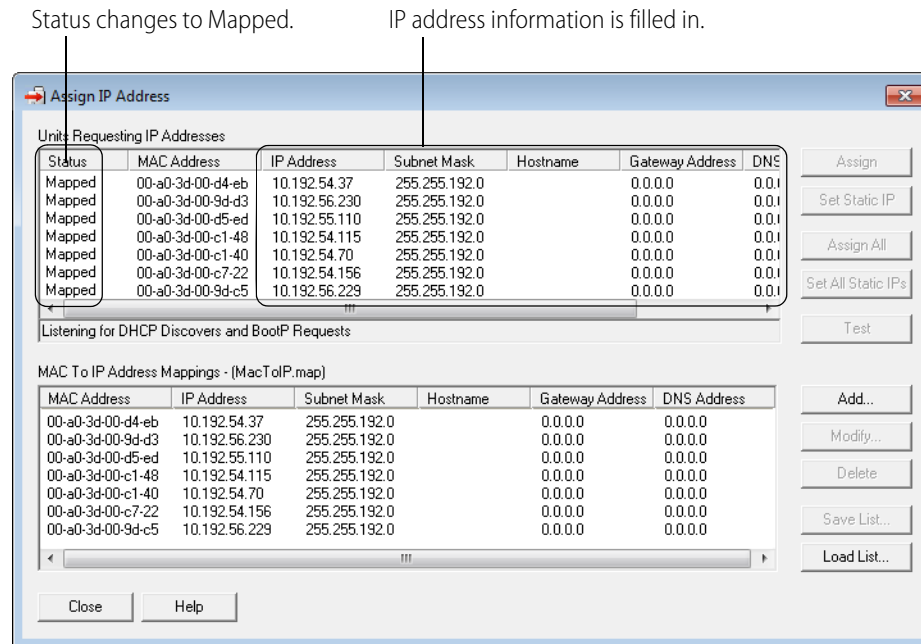 Status changes to Mapped. IP address information is filled in.
Assign IP Address
Units Requesting IP Addresses
Status MAC Address IP Address Subnet Mask Hostname Gateway Address DNS
Mapped 00-a0-3d-00-d4-eb 10.192.54.37 255.255.192.0 0.0.0.0 0.0.
Mapped 00-a0-3d-00-9d-d3 10.192.56.230 255.255.192.0 0.0.0.0 0.0.
Mapped 00-a0-3d-00-d5-ed 10.192.55.110 255.255.192.0 0.0.0.0 0.0.
Mapped 00-a0-3d-00-c1-48 10.192.54.115 255.255.192.0 0.0.0.0 0.0.
Mapped 00-a0-3d-00-c1-40 10.192.54.70 255.255.192.0 0.0.0.0 0.0.
Mapped 00-a0-3d-00-c7-22 10.192.54.156 255.255.192.0 0.0.0.0 0.0.
Mapped 00-a0-3d-00-9d-c5 10.192.56.229 255.255.192.0 0.0.0.0 0.0.
Listening for DHCP Discovers and BootP Requests
Assign
Set Static IP
Assign All
Set All Static IPs
Test
MAC To IP Address Mappings - (MacToIP.map)
MAC Address IP Address Subnet Mask Hostname Gateway Address DNS Address
00-a0-3d-00-d4-eb 10.192.54.37 255.255.192.0 0.0.0.0 0.0.0.0
00-a0-3d-00-9d-d3 10.192.56.230 255.255.192.0 0.0.0.0 0.0.0.0
00-a0-3d-00-d5-ed 10.192.55.110 255.255.192.0 0.0.0.0 0.0.0.0
00-a0-3d-00-c1-48 10.192.54.115 255.255.192.0 0.0.0.0 0.0.0.0
00-a0-3d-00-c1-40 10.192.54.70 255.255.192.0 0.0.0.0 0.0.0.0
00-a0-3d-00-c7-22 10.192.54.156 255.255.192.0 0.0.0.0 0.0.0.0
00-a0-3d-00-9d-c5 10.192.56.229 255.255.192.0 0.0.0.0 0.0.0.0
Add...
Modify...
Delete
Save List...
Load List...
Close Help